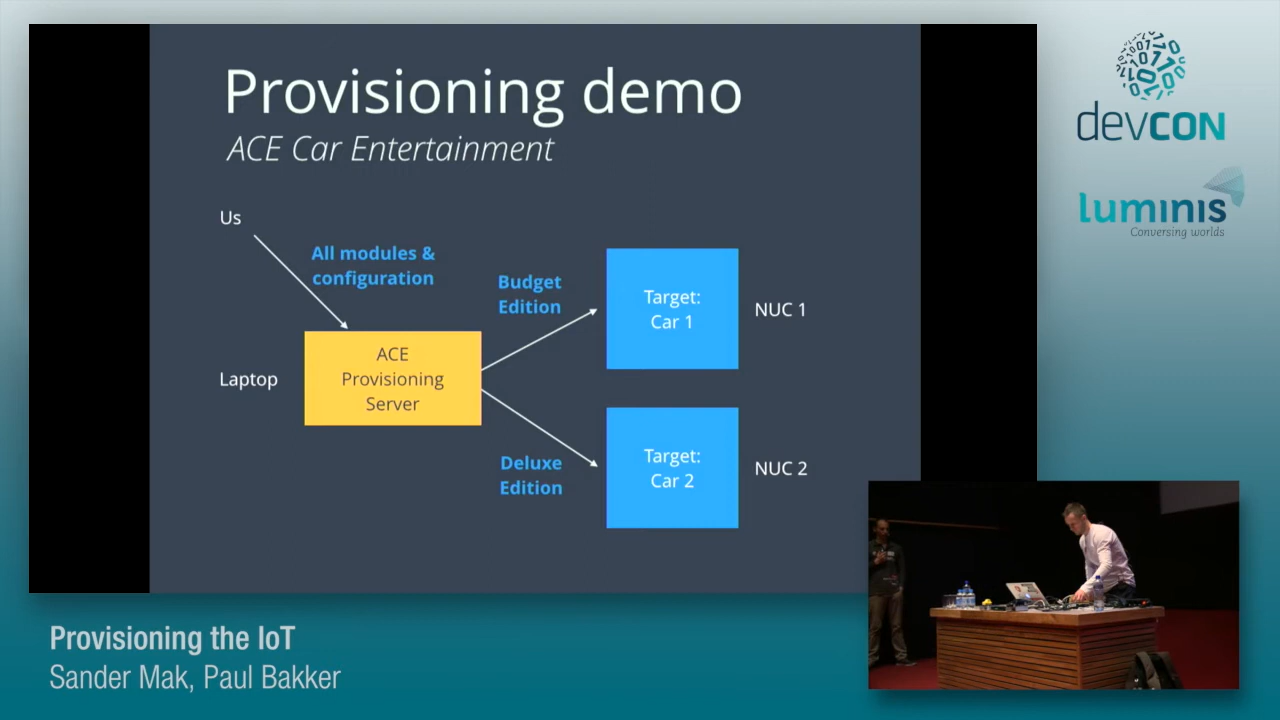 Provisioning demo
ACE Car Entertainment
Us
All modules &
configuration
Budget
Edition
Target:
Car 1
NUC 1
Laptop
ACE
Provisioning
Server
Deluxe
Edition
Target:
Car 2
NUC 2
devCON
luminis
Conversing worlds
Provisioning the IoT
Sander Mak, Paul Bakker